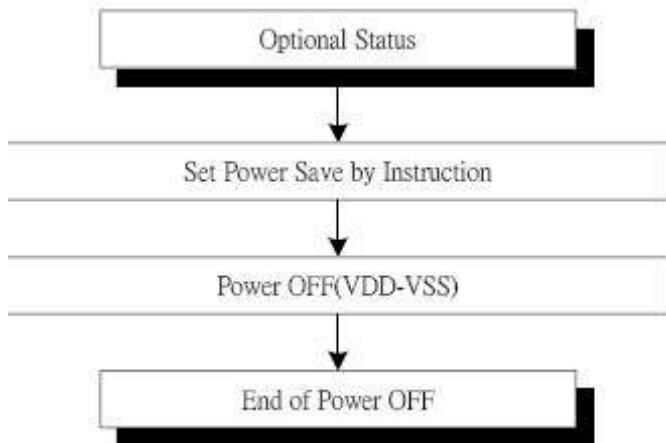 Optional Status
Set Power Save by Instruction
Power OFF(VDD-VSS)
End of Power OFF